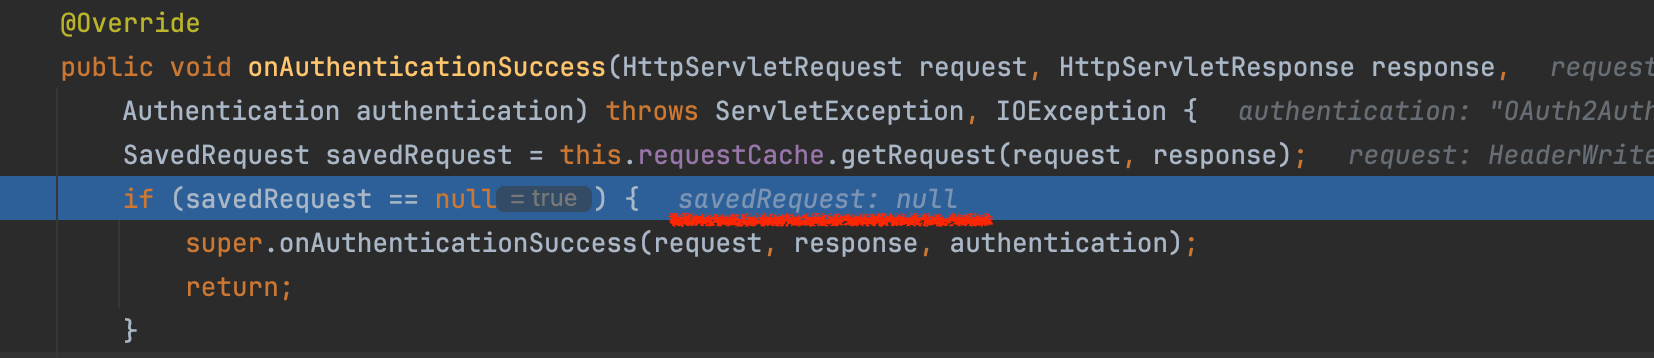 @Override
public void onAuthenticationSuccess(HttpServletRequest request, HttpServletResponse response, request
Authentication authentication) throws ServletException, IOException { authentication: "OAuth2Auth
SavedRequest savedRequest = this.requestCache.getRequest(request, response); request: HeaderWrite
if (savedRequest == null = true ) { savedRequest: null
super.onAuthenticationSuccess(request, response, authentication);
return;
}